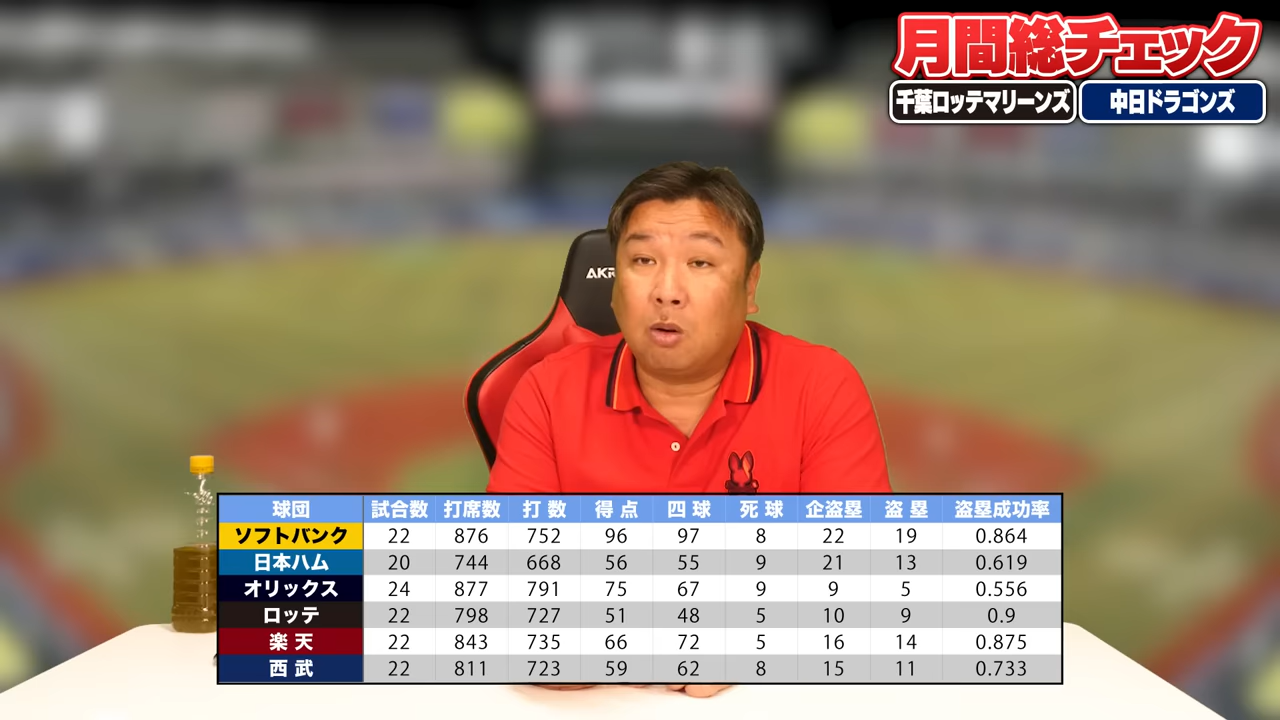 月間総チェック
千葉ロッテマリーンズ 中日ドラゴンズ
球団 試合数 打席数 打数 得点 四球 死球 企盗塁 盗塁 盗塁成功率
ソフトバンク 22 876 752 96 97 8 22 19 0.864
日本ハム 20 744 668 56 55 9 21 13 0.619
オリックス 24 877 791 75 67 9 9 5 0.556
ロッテ 22 798 727 51 48 5 10 9 0.9
楽天 22 843 735 66 72 5 16 14 0.875
西武 22 811 723 59 62 8 15 11 0.733